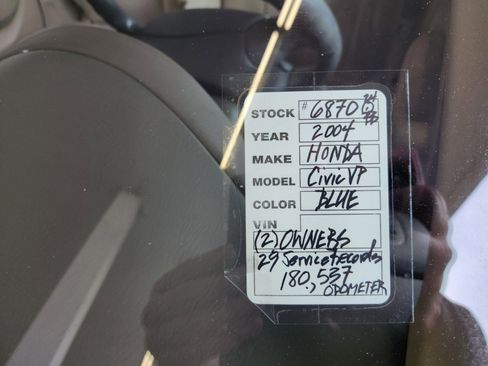 STOCK # 6870
YEAR 2004
MAKE HONDA
MODEL Civic VP
COLOR BLUE
VIN
(2) OWNERS
29 Service records
180,537
ODOMETER